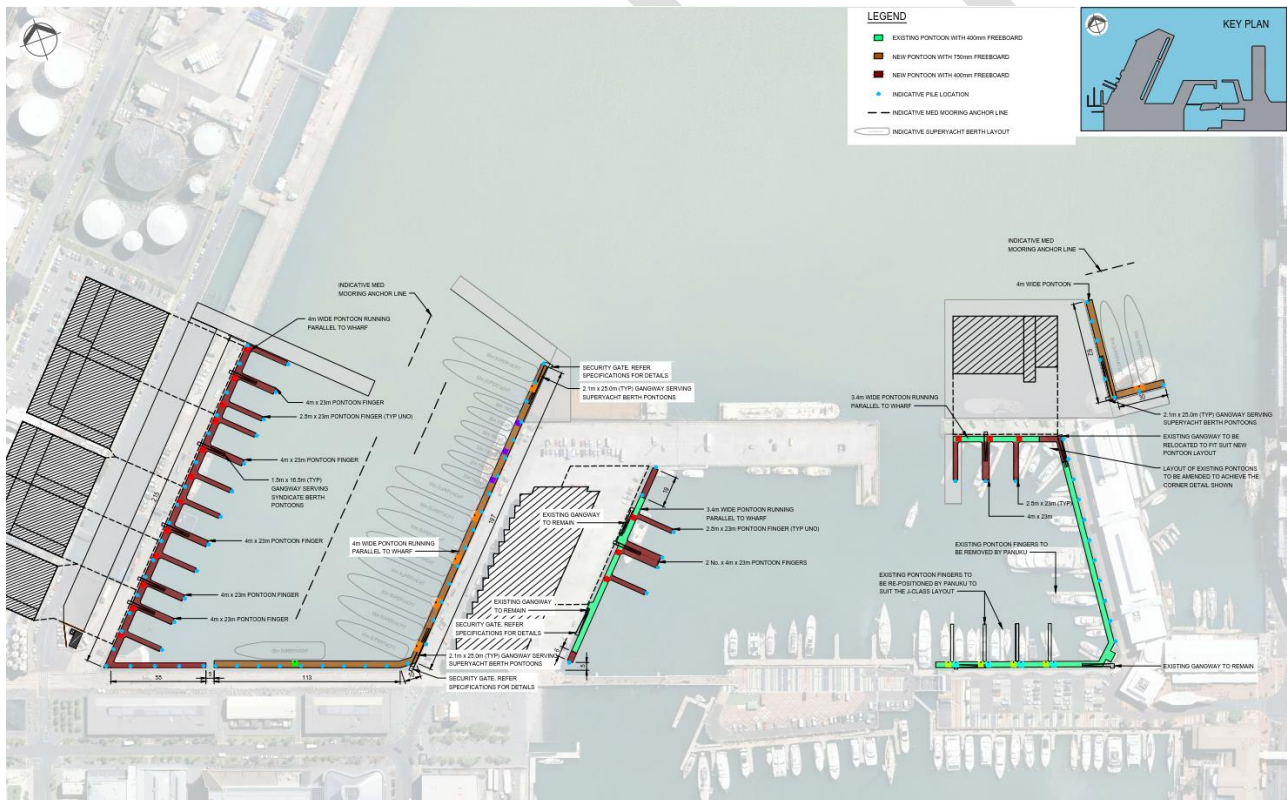 LEGEND
EXISTING PONTOON WITH 400mm FREEBOARD
NEW PONTOON WITH 750mm FREEBOARD
NEW PONTOON WITH 400mm FREEBOARD
INDICATIVE PILE LOCATION
INDICATIVE MED MOORING ANCHOR LINE
INDICATIVE SUPERYACHT BERTH LAYOUT
KEY PLAN
INDICATIVE MED
MOORING ANCHOR LINE
4m WIDE PONTOON RUNNING
PARALLEL TO WHARF
4m x 23m PONTOON FINGER
2.5m x 23m PONTOON FINGER (TYP UNO)
4m x 23m PONTOON FINGER
1.5m x 16.5m (TYP)
GANGWAY SERVING
SYNDICATE BERTH
PONTOONS
4m x 23m PONTOON FINGER
4m x 23m PONTOON FINGER
4m x 23m PONTOON FINGER
55
5
113
SECURITY GATE. REFER
SPECIFICATIONS FOR DETAILS
2.1m x 25.0m (TYP) GANGWAY SERVING
SUPERYACHT BERTH PONTOONS
4m WIDE PONTOON RUNNING
PARALLEL TO WHARF
197
EXISTING GANGWAY
TO REMAIN
19
3.4m WIDE PONTOON RUNNING
PARALLEL TO WHARF
2.5m x 23m PONTOON FINGER (TYP UNO)
2 No. x 4m x 23m PONTOON FINGERS
EXISTING GANGWAY
TO REMAIN
SECURITY GATE. REFER
SPECIFICATIONS FOR DETAILS
2.1m x 25.0m (TYP) GANGWAY SERVING
SUPERYACHT BERTH PONTOONS
SECURITY GATE. REFER
SPECIFICATIONS FOR DETAILS
5
INDICATIVE MED
MOORING ANCHOR LINE
4m WIDE PONTOON
30
2.1m x 25.0m (TYP) GANGWAY SERVING
SUPERYACHT BERTH PONTOONS
3.4m WIDE PONTOON RUNNING
PARALLEL TO WHARF
EXISTING GANGWAY TO BE
RELOCATED TO FIT SUIT NEW
PONTOON LAYOUT
LAYOUT OF EXISTING PONTOONS
TO BE AMENDED TO ACHIEVE THE
CORNER DETAIL SHOWN
2.5m x 23m (TYP)
4m x 23m
EXISTING PONTOON FINGERS TO
BE REMOVED BY PANUKU
EXISTING PONTOON FINGERS TO
BE RE-POSITIONED BY PANUKU TO
SUIT THE J-CLASS LAYOUT
EXISTING GANGWAY TO REMAIN